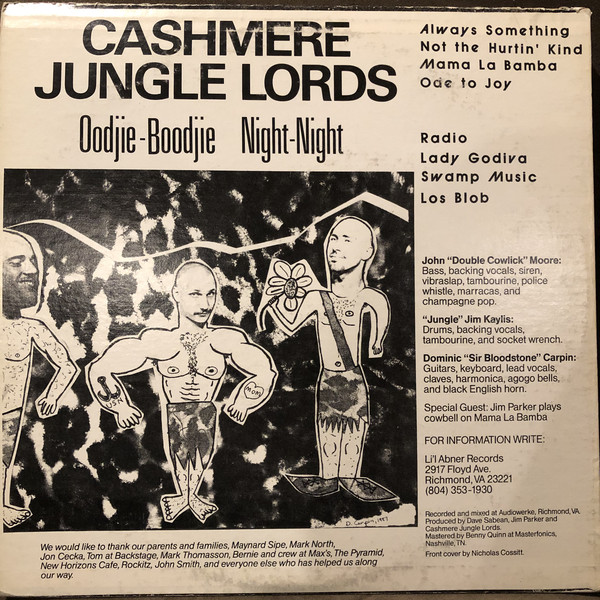 CASHMERE
JUNGLE LORDS
Oodjie-Boodjie Night-Night
Always Something
Not the Hurtin' Kind
Mama La Bamba
Ode to Joy
Radio
Lady Godiva
Swamp Music
Los Blob
John "Double Cowlick" Moore:
Bass, backing vocals, siren,
vibraslap, tambourine, police
whistle, marracas, and
champagne pop.
"Jungle" Jim Kaylis:
Drums, backing vocals,
tambourine, and socket wrench.
Dominic "Sir Bloodstone" Carpin:
Guitars, keyboard, lead vocals,
claves, harmonica, agogo bells,
and black English horn.
Special Guest: Jim Parker plays
cowbell on Mama La Bamba
FOR INFORMATION WRITE:
Li'l Abner Records
2917 Floyd Ave.
Richmond, VA 23221
(804) 353-1930
Recorded and mixed at Audiowerke, Richmond, VA.
Produced by Dave Sabean, Jim Parker and
Cashmere Jungle Lords.
Mastered by Benny Quinn at Masterfonics,
Nashville, TN.
Front cover by Nicholas Cossitt.
MOM
D. Carpin, 1987
We would like to thank our parents and families, Maynard Sipe, Mark North,
Jon Cecka, Tom at Backstage, Mark Thomasson, Bernie and crew at Max's, The Pyramid,
New Horizons Cafe, Rockitz, John Smith, and everyone else who has helped us along
our way.